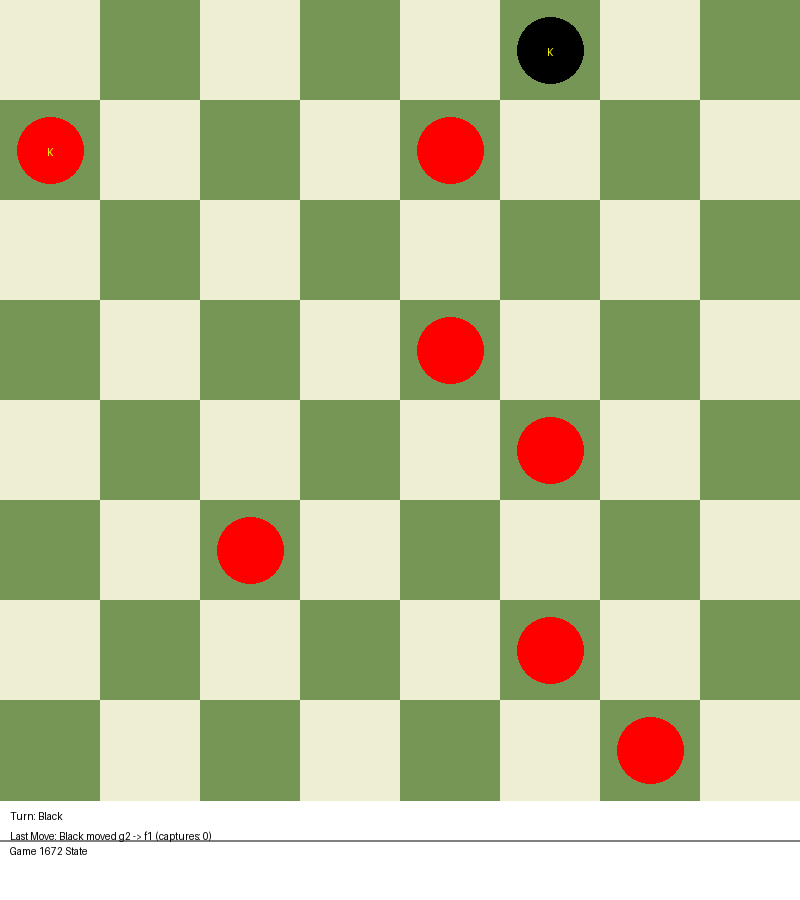 K
K
Turn: Black
Last Move: Black moved g2 -> f1 (captures: 0)
Game 1672 State